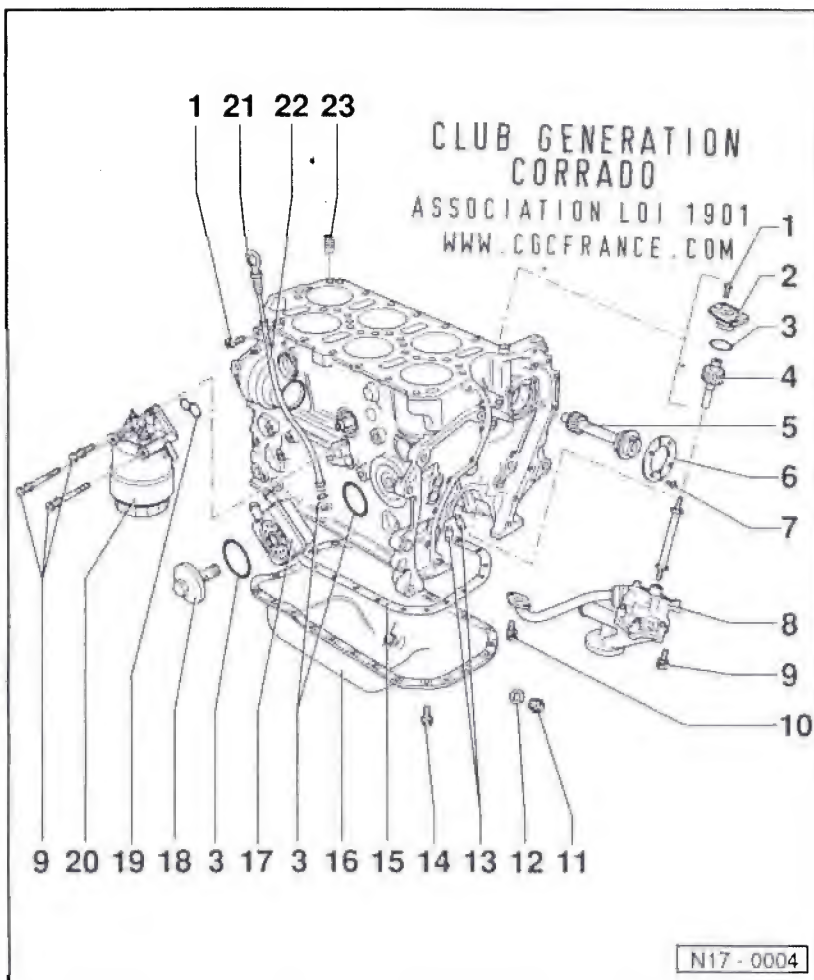 1 21 22 23
CLUB GENERATION
CORRADO
ASSOCIATION LOI 1901
WWW.CGCFRANCE.COM
1
2
3
4
5
6
7
8
9
10
9 20 19 18 3 17 3 16 15 14 13 12 11
N17 - 0004